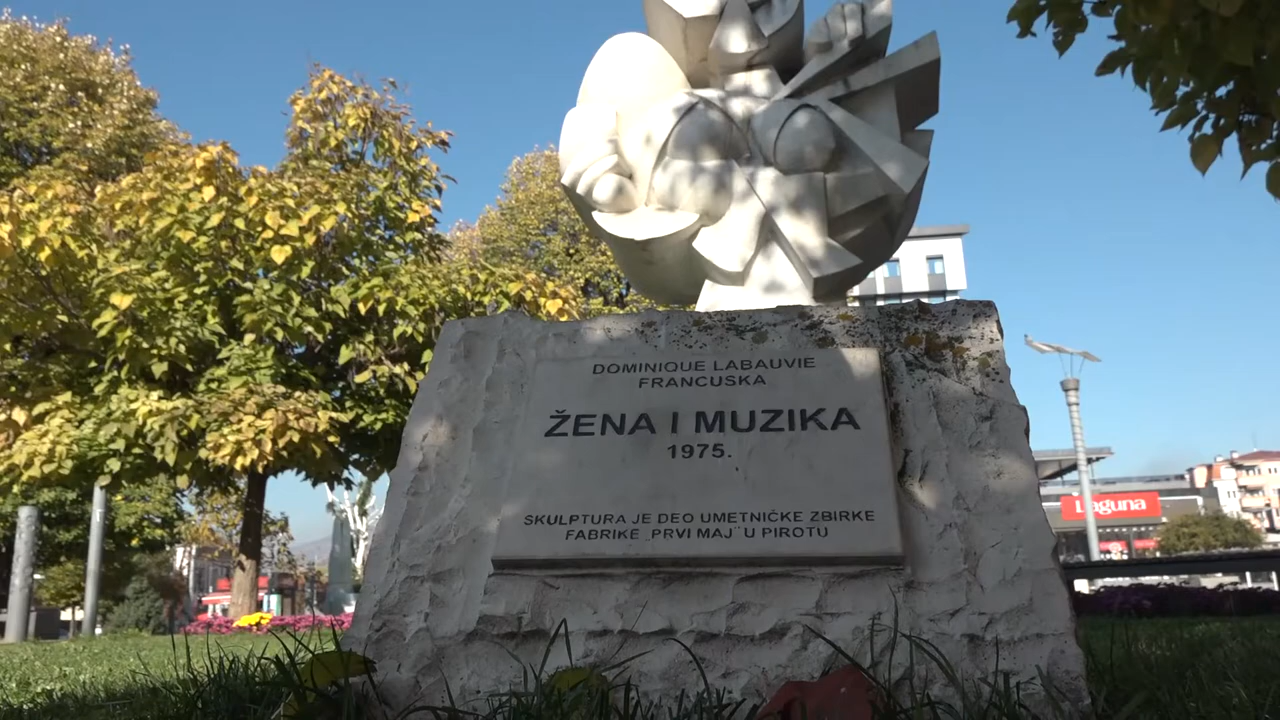 DOMINIQUE LABAUVIE
FRANCUSKA
ŽENA I MUZIKA
1975.
SKULPTURA JE DEO UMETNIČKE ZBIRKE
FABRIKE „PRVI MAJ" U PIROTU
Laguna